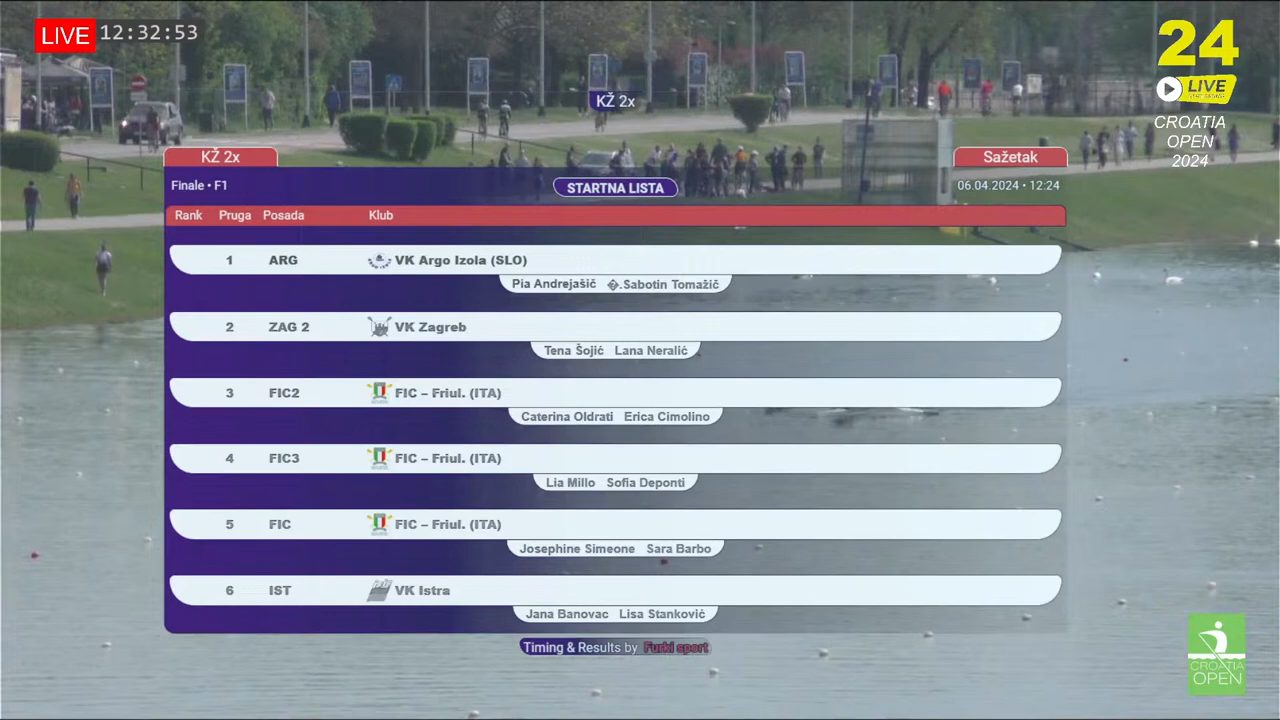 LIVE 12:32:53
24
LIVE
CROATIA
OPEN
2024
KŽ 2x
KŽ 2x
Sažetak
Finale • F1
STARTNA LISTA
06.04.2024 • 12:24
Rank Pruga Posada Klub
1 ARG VK Argo Izola (SLO)
Pia Andrejašič �.Sabotin Tomažič
2 ZAG 2 VK Zagreb
Tena Šojić Lana Neralić
3 FIC2 FIC – Friul. (ITA)
Caterina Oldrati Erica Cimolino
4 FIC3 FIC – Friul. (ITA)
Lia Millo Sofia Deponti
5 FIC FIC – Friul. (ITA)
Josephine Simeone Sara Barbo
6 IST VK Istra
Jana Banovac Lisa Stanković
Timing & Results by Furki sport
CROATIA
OPEN